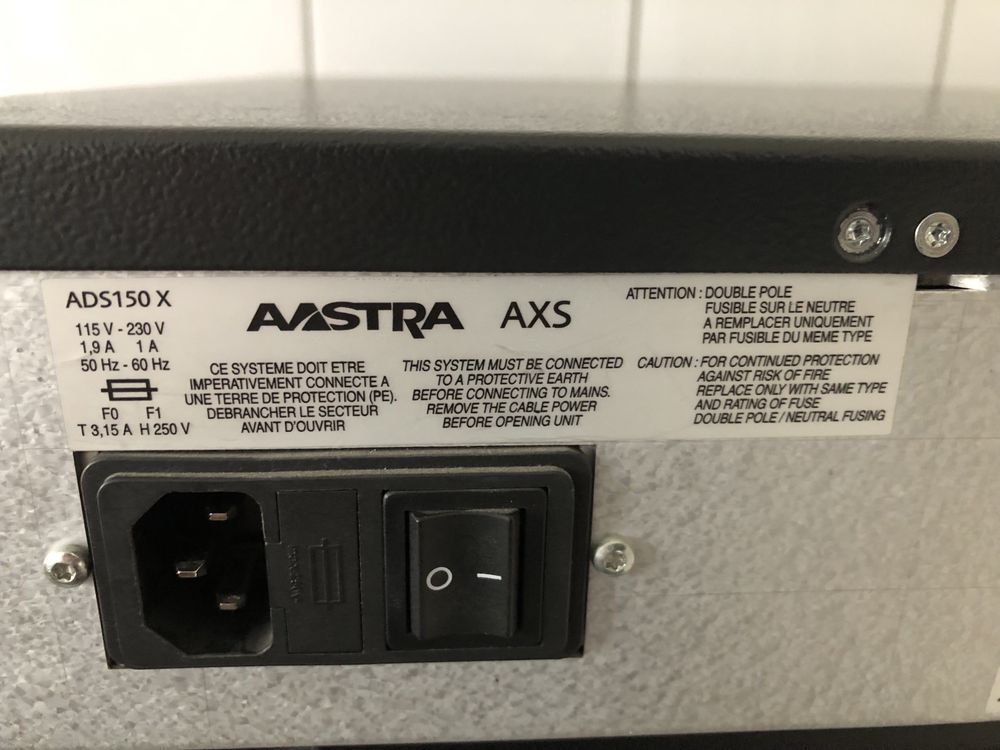 ADS150 X
115 V - 230 V
1,9 A 1 A
50 Hz - 60 Hz
F0 F1
T 3,15 A H 250 V
AASTRA AXS
CE SYSTEME DOIT ETRE
IMPERATIVEMENT CONNECTE A
UNE TERRE DE PROTECTION (PE).
DEBRANCHER LE SECTEUR
AVANT D'OUVRIR
THIS SYSTEM MUST BE CONNECTED
TO A PROTECTIVE EARTH
BEFORE CONNECTING TO MAINS.
REMOVE THE CABLE POWER
BEFORE OPENING UNIT
ATTENTION : DOUBLE POLE
FUSIBLE SUR LE NEUTRE
A REMPLACER UNIQUEMENT
PAR FUSIBLE DU MEME TYPE
CAUTION : FOR CONTINUED PROTECTION
AGAINST RISK OF FIRE
REPLACE ONLY WITH SAME TYPE
AND RATING OF FUSE
DOUBLE POLE / NEUTRAL FUSING
O I